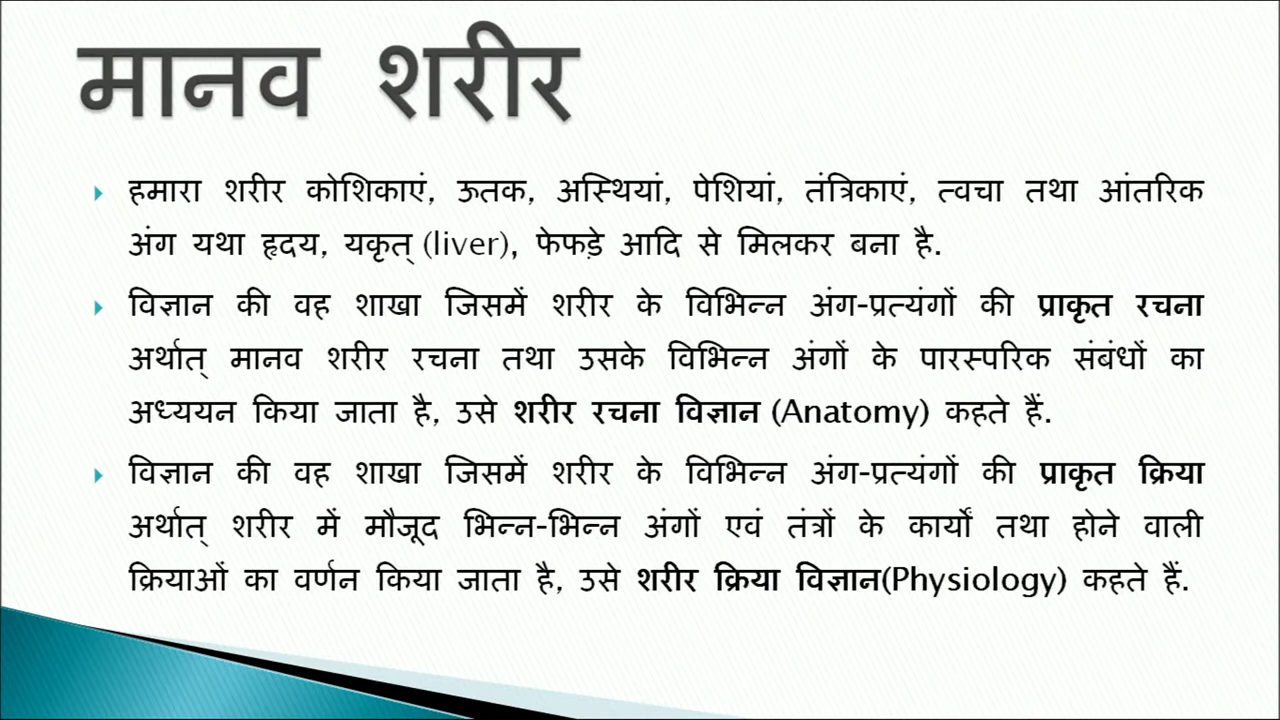 मानव शरीर
हमारा शरीर कोशिकाएं, ऊतक, अस्थियां, पेशियां, तंत्रिकाएं, त्वचा तथा आंतरिक
अंग यथा हृदय, यकृत् (liver), फेफड़े आदि से मिलकर बना है.
विज्ञान की वह शाखा जिसमें शरीर के विभिन्न अंग-प्रत्यंगों की प्राकृत रचना
अर्थात् मानव शरीर रचना तथा उसके विभिन्न अंगों के पारस्परिक संबंधों का
अध्ययन किया जाता है, उसे शरीर रचना विज्ञान (Anatomy) कहते हैं.
विज्ञान की वह शाखा जिसमें शरीर के विभिन्न अंग-प्रत्यंगों की प्राकृत क्रिया
अर्थात् शरीर में मौजूद भिन्न-भिन्न अंगों एवं तंत्रों के कार्यों तथा होने वाली
क्रियाओं का वर्णन किया जाता है, उसे शरीर क्रिया विज्ञान(Physiology) कहते हैं.